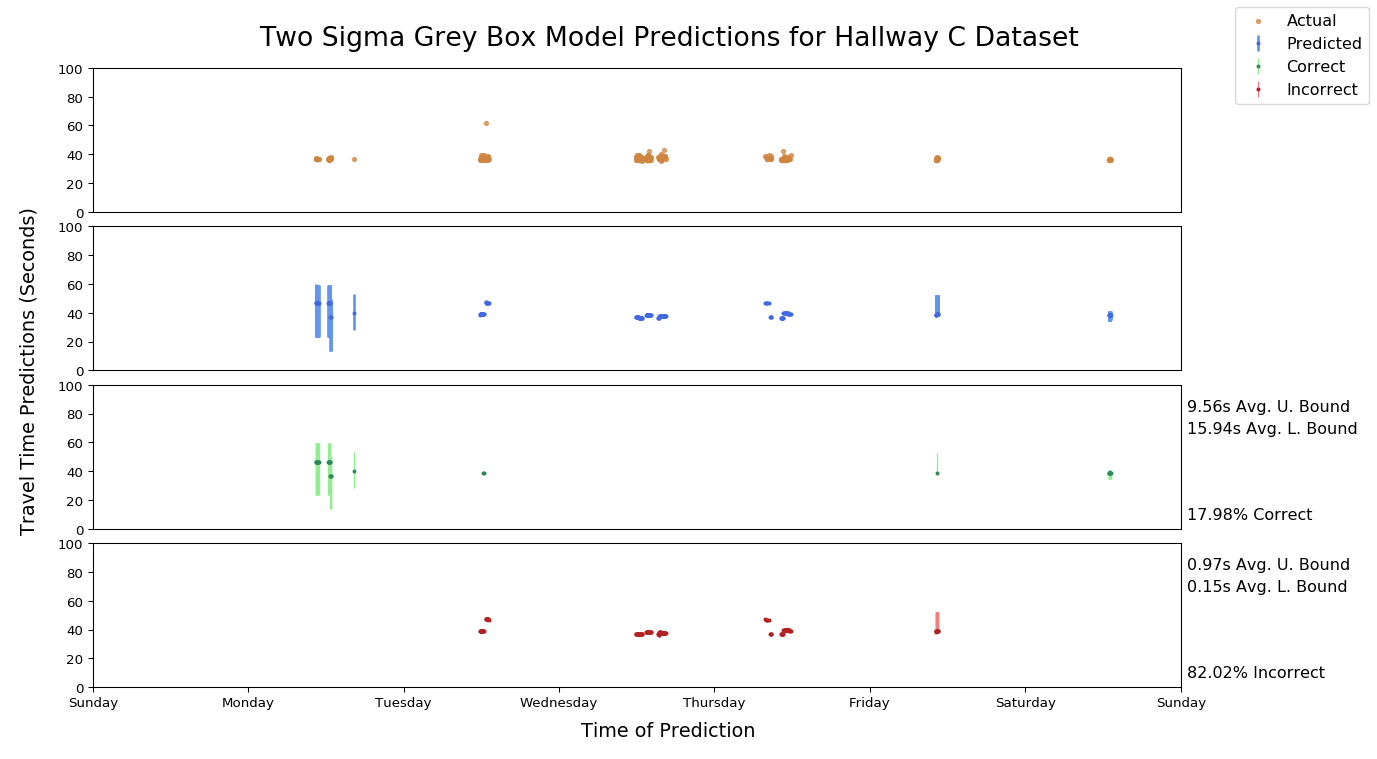 Two Sigma Grey Box Model Predictions for Hallway C Dataset
Actual
Predicted
Correct
Incorrect
Travel Time Predictions (Seconds)
100
80
60
40
20
0
100
80
60
40
20
0
100
80
60
40
20
0
9.56s Avg. U. Bound
15.94s Avg. L. Bound
17.98% Correct
100
80
60
40
20
0
0.97s Avg. U. Bound
0.15s Avg. L. Bound
82.02% Incorrect
Sunday Monday Tuesday Wednesday Thursday Friday Saturday Sunday
Time of Prediction